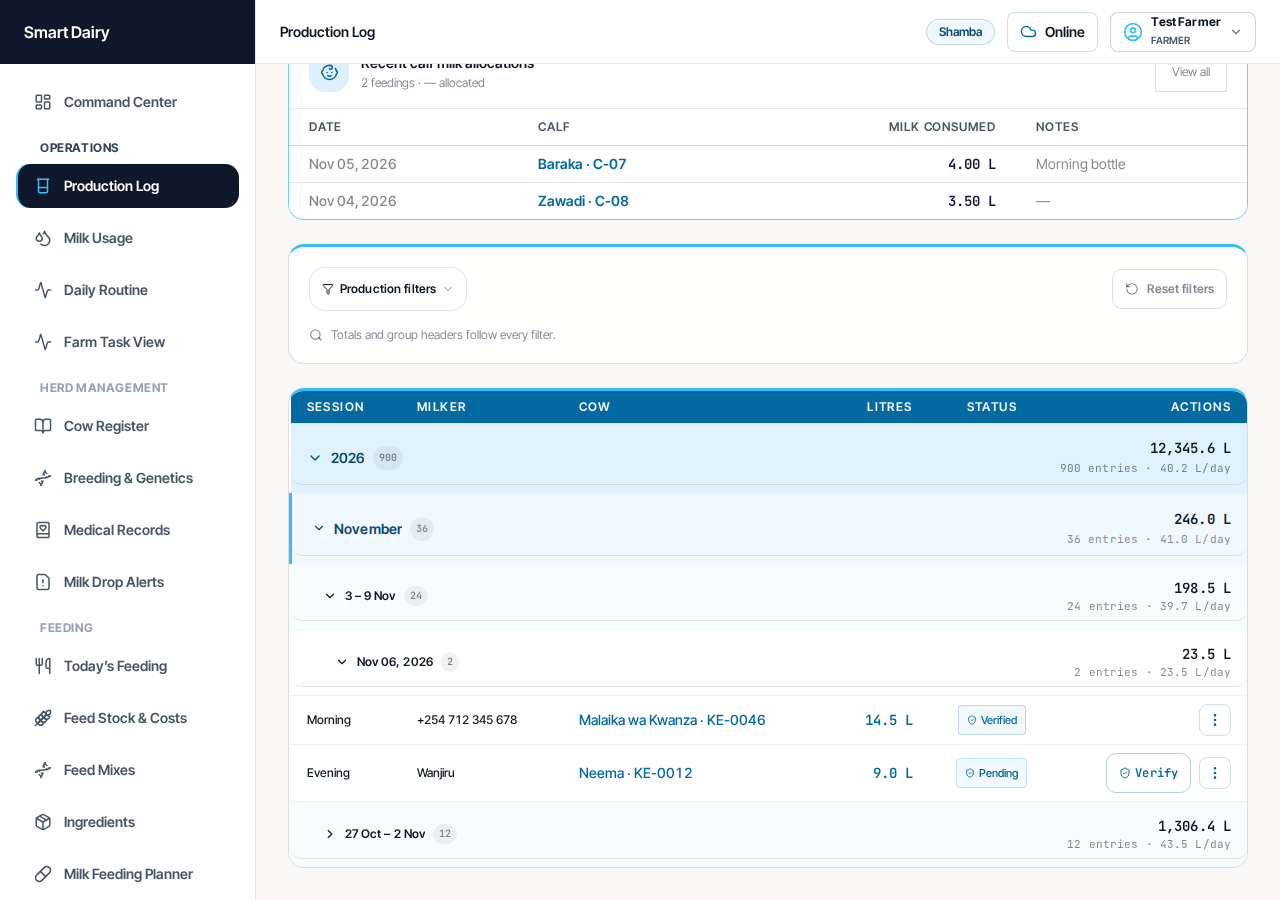 Smart Dairy
Production Log
Shamba
Online
Test Farmer
FARMER
Command Center
OPERATIONS
Production Log
Milk Usage
Daily Routine
Farm Task View
HERD MANAGEMENT
Cow Register
Breeding & Genetics
Medical Records
Milk Drop Alerts
FEEDING
Today's Feeding
Feed Stock & Costs
Feed Mixes
Ingredients
Milk Feeding Planner
Recent calf milk allocations
2 feedings · — allocated
View all
DATE CALF MILK CONSUMED NOTES
Nov 05, 2026 Baraka · C-07 4.00 L Morning bottle
Nov 04, 2026 Zawadi · C-08 3.50 L —
Production filters
Reset filters
Totals and group headers follow every filter.
SESSION MILKER COW LITRES STATUS ACTIONS
2026 900 12,345.6 L
900 entries · 40.2 L/day
November 36 246.0 L
36 entries · 41.0 L/day
3 – 9 Nov 24 198.5 L
24 entries · 39.7 L/day
Nov 06, 2026 2 23.5 L
2 entries · 23.5 L/day
Morning +254 712 345 678 Malaika wa Kwanza · KE-0046 14.5 L Verified
Evening Wanjiru Neema · KE-0012 9.0 L Pending Verify
27 Oct – 2 Nov 12 1,306.4 L
12 entries · 43.5 L/day